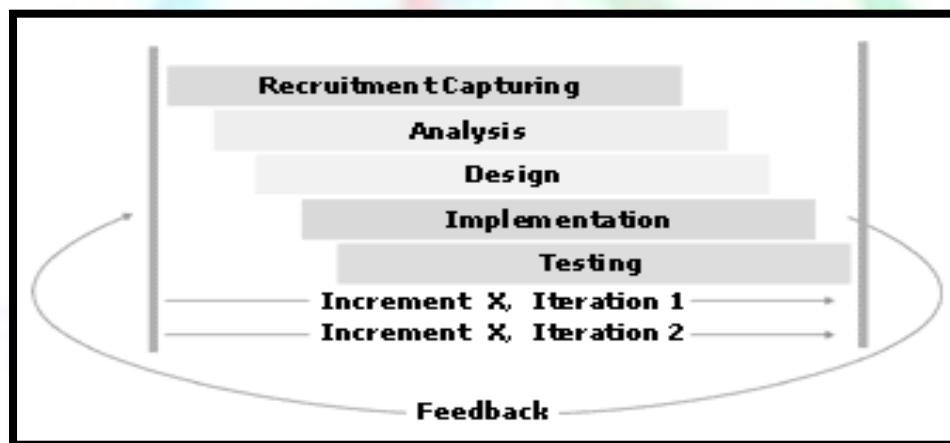 Recruitment Capturing
Analysis
Design
Implementation
Testing
Increment X, Iteration 1
Increment X, Iteration 2
Feedback